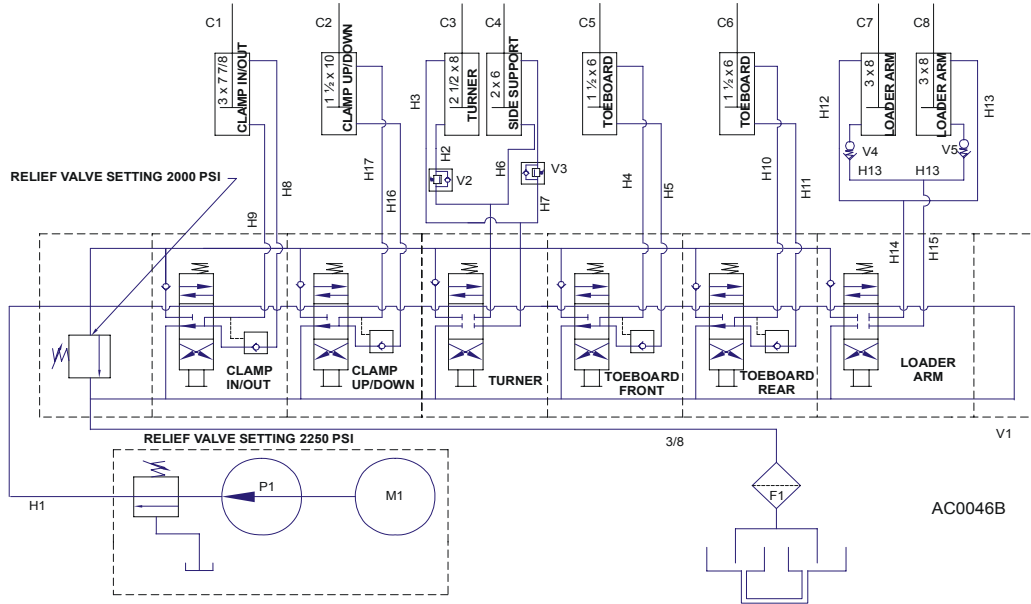 C1
C2
C3
C4
C5
C6
C7
C8
3 x 7 7/8
CLAMP IN/OUT
1 ½ x 10
CLAMP UP/DOWN
2 1/2 x 8
TURNER
2 x 6
SIDE SUPPORT
1 ½ x 6
TOEBOARD
1 ½ x 6
TOEBOARD
3 x 8
LOADER ARM
3 x 8
LOADER ARM
H9
H8
H17
H16
H3
H2
V2
H6
V3
H7
H4
H5
H10
H11
H12
V4
H13
H13
V5
H13
H14
H15
RELIEF VALVE SETTING 2000 PSI
CLAMP
IN/OUT
CLAMP
UP/DOWN
TURNER
TOEBOARD
FRONT
TOEBOARD
REAR
LOADER
ARM
V1
RELIEF VALVE SETTING 2250 PSI
3/8
H1
P1
M1
F1
AC0046B